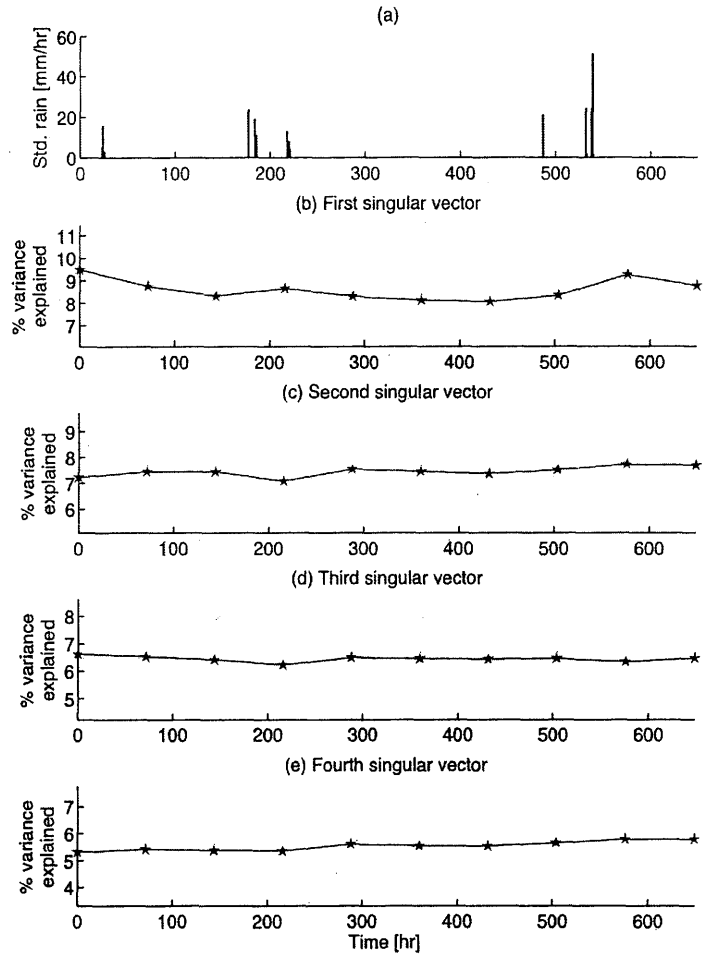 (a)
Std. rain [mm/hr]
60
40
20
0
0 100 200 300 400 500 600
(b) First singular vector
% variance
explained
11
10
9
8
7
0 100 200 300 400 500 600
(c) Second singular vector
% variance
explained
9
8
7
6
0 100 200 300 400 500 600
(d) Third singular vector
% variance
explained
8
7
6
5
0 100 200 300 400 500 600
(e) Fourth singular vector
% variance
explained
7
6
5
4
0 100 200 300 400 500 600
Time [hr]